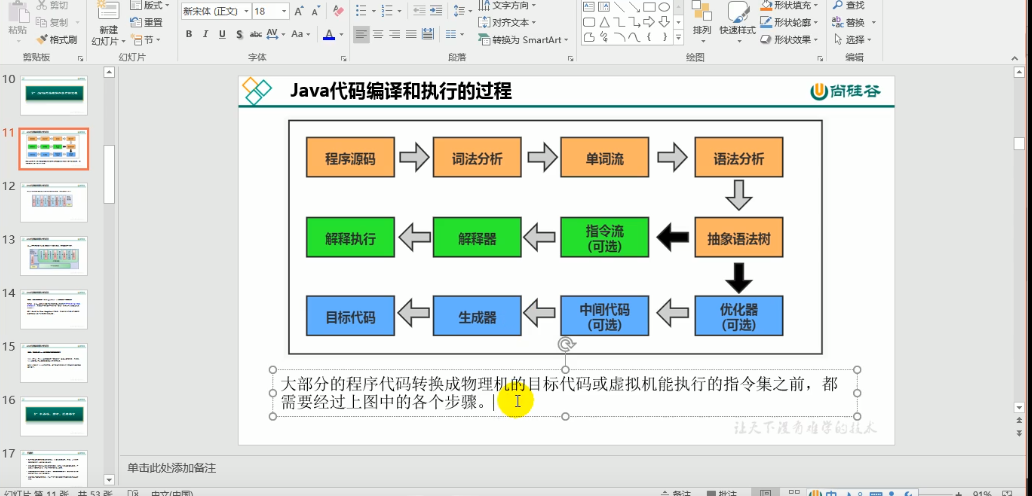 剪切
版式
新宋体 (正文) 18
文字方向
形状填充
查找
粘贴
复制
新建
幻灯片
重置
对齐文本
排列
快速样式
形状轮廓
替换
格式刷
节
B I U S abc AV Aa A
转换为 SmartArt
形状效果
选择
剪贴板
幻灯片
字体
段落
绘图
编辑
10
11
12
13
14
15
16
17
Java代码编译和执行的过程
尚硅谷
程序源码
词法分析
单词流
语法分析
解释执行
解释器
指令流
(可选)
抽象语法树
目标代码
生成器
中间代码
(可选)
优化器
(可选)
大部分的程序代码转换成物理机的目标代码或虚拟机能执行的指令集之前，都
需要经过上图中的各个步骤。
让天下没有难学的技术
单击此处添加备注
幻灯片 第 11 张，共 53 张
中文(中国)
备注
批注
91%